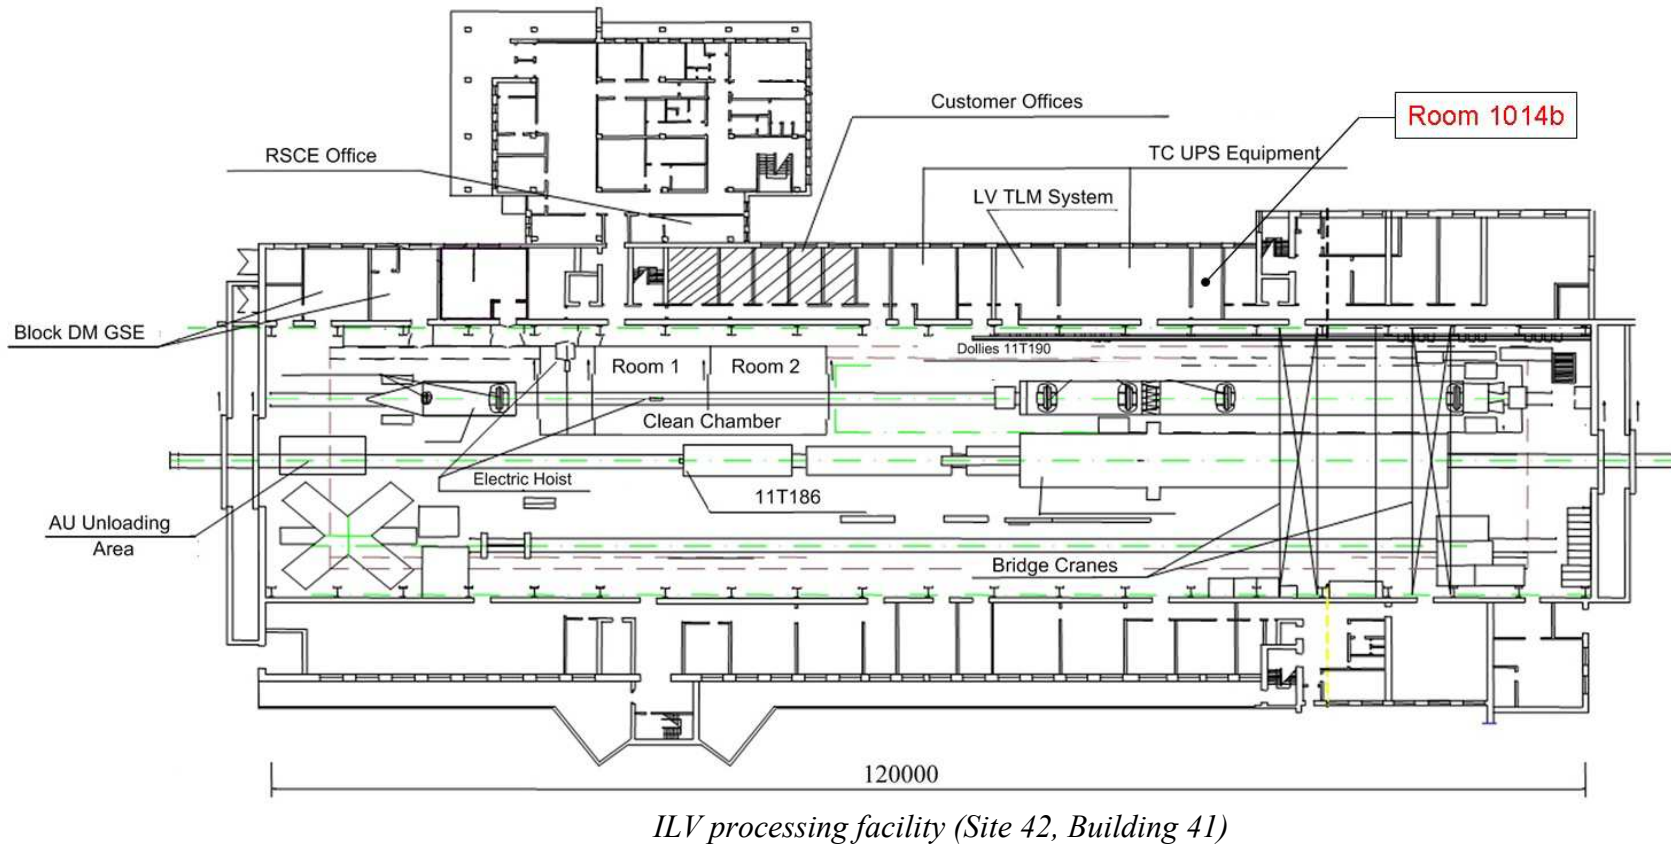 Customer Offices
Room 1014b
RSCE Office
TC UPS Equipment
LV TLM System
Block DM GSE
Dollies 11T190
Room 1
Room 2
Clean Chamber
Electric Hoist
11T186
AU Unloading
Area
Bridge Cranes
120000
ILV processing facility (Site 42, Building 41)